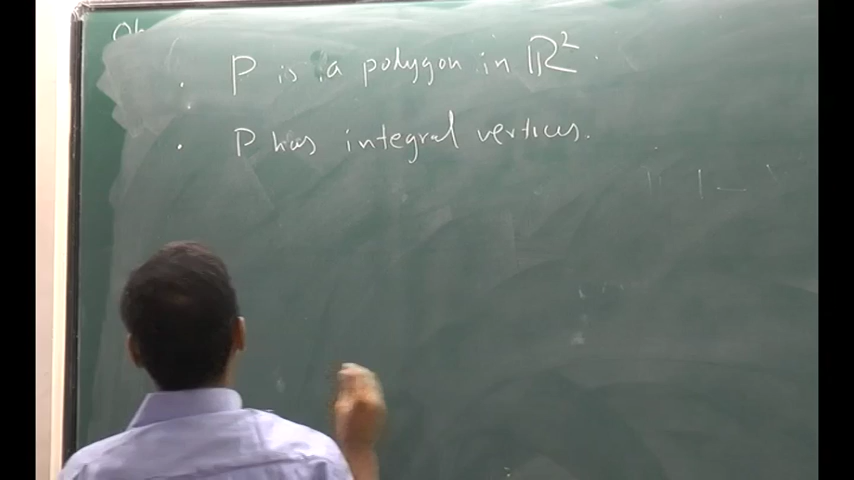 · P is a polygon in ℝ².
· P has integral vertices.